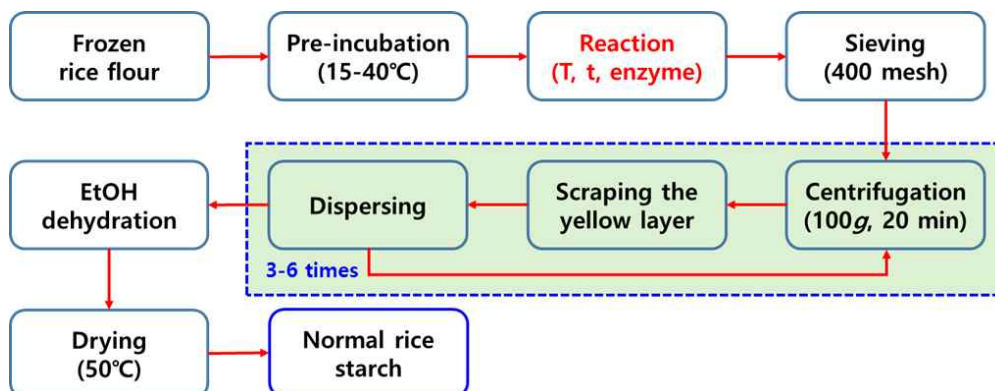 Frozen
rice flour
Pre-incubation
(15-40℃)
Reaction
(T, t, enzyme)
Sieving
(400 mesh)
Centrifugation
(100g, 20 min)
Scraping the
yellow layer
Dispersing
3-6 times
EtOH
dehydration
Drying
(50℃)
Normal rice
starch